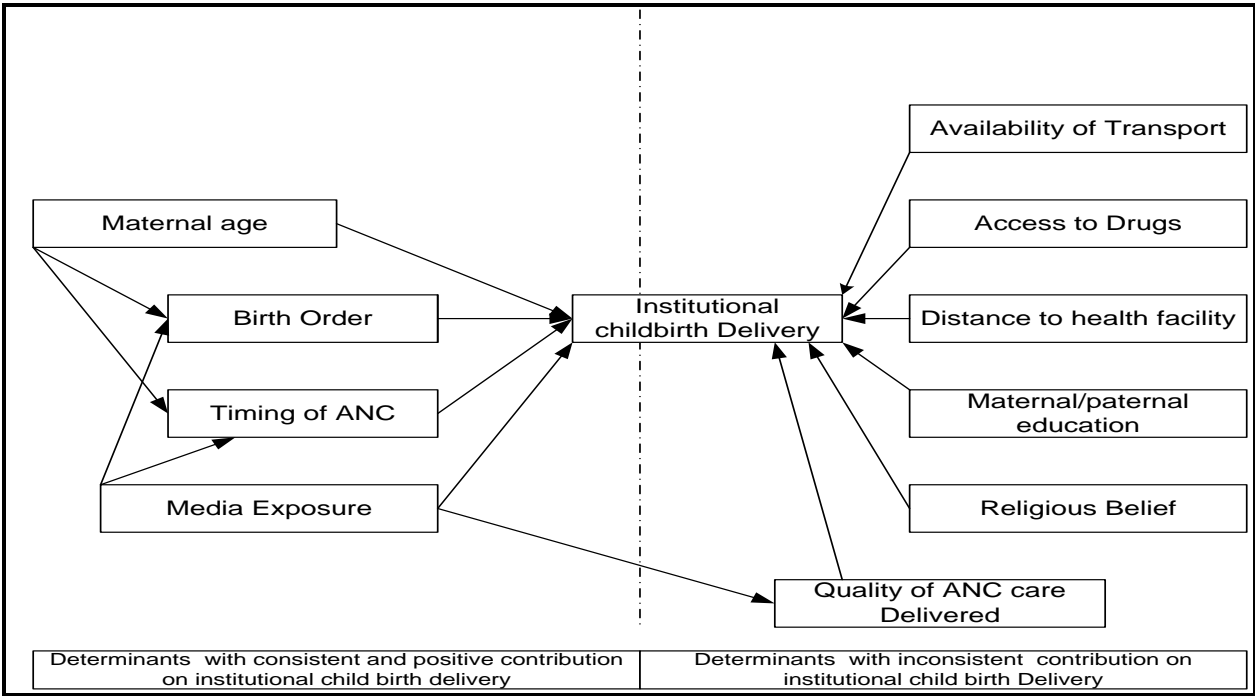 Availability of Transport
Maternal age
Access to Drugs
Birth Order
Institutional
childbirth Delivery
Distance to health facility
Timing of ANC
Maternal/paternal
education
Media Exposure
Religious Belief
Quality of ANC care
Delivered
Determinants with consistent and positive contribution
on institutional child birth delivery
Determinants with inconsistent contribution on
institutional child birth Delivery